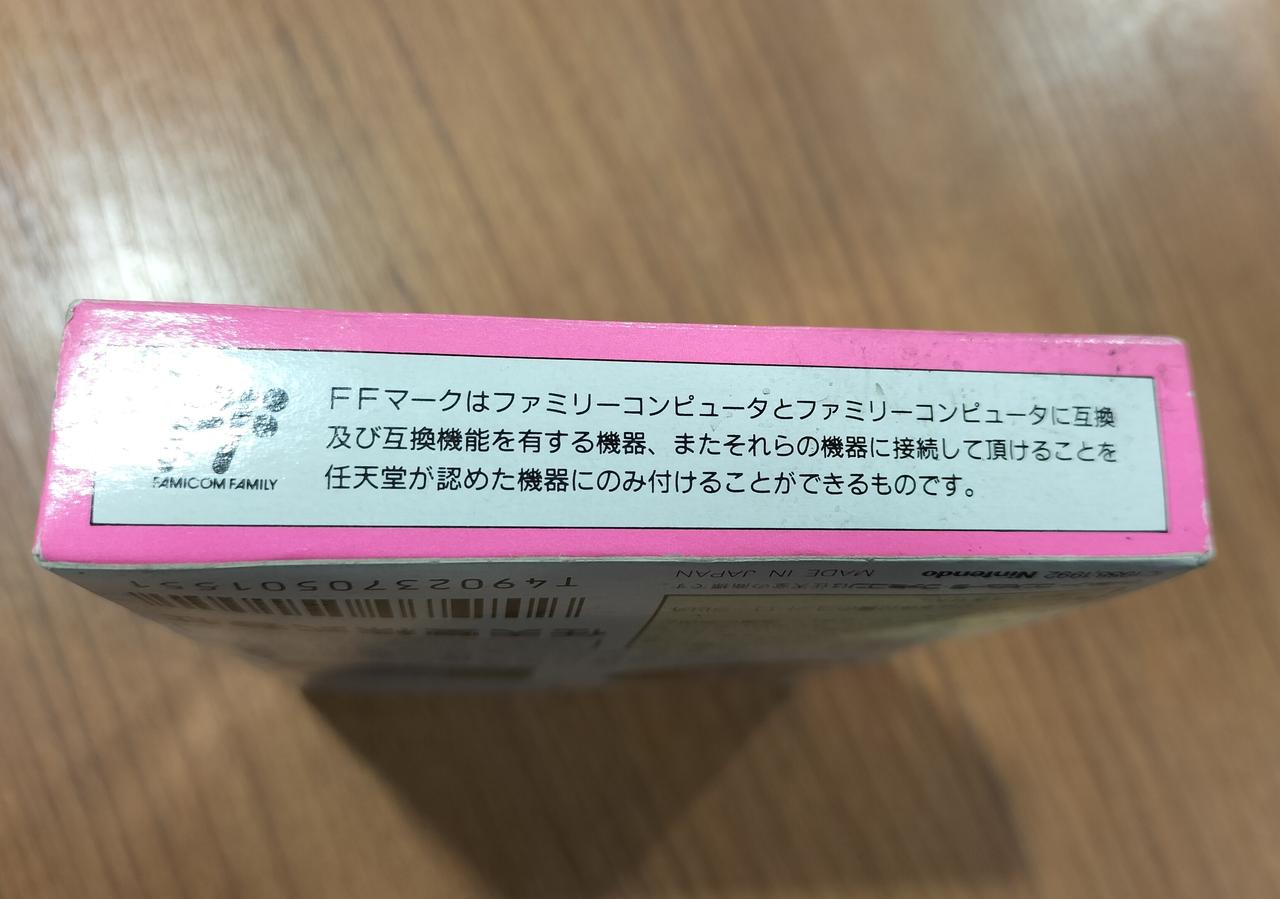 FFマークはファミリーコンピュータとファミリーコンピュータに互換
及び互換機能を有する機器、またそれらの機器に接続して頂けることを
任天堂が認めた機器にのみ付けることができるものです。
FAMICOM FAMILY
T4902370501551
MADE IN JAPAN
Nintendo